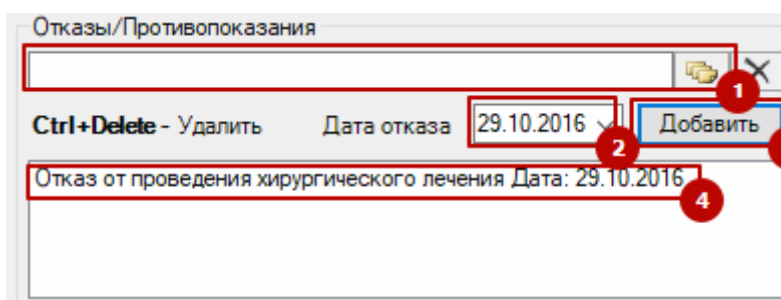 Отказы/Противопоказания
1
Ctrl+Delete - Удалить Дата отказа 29.10.2016 Добавить
2
Отказ от проведения хирургического лечения Дата: 29.10.2016
4